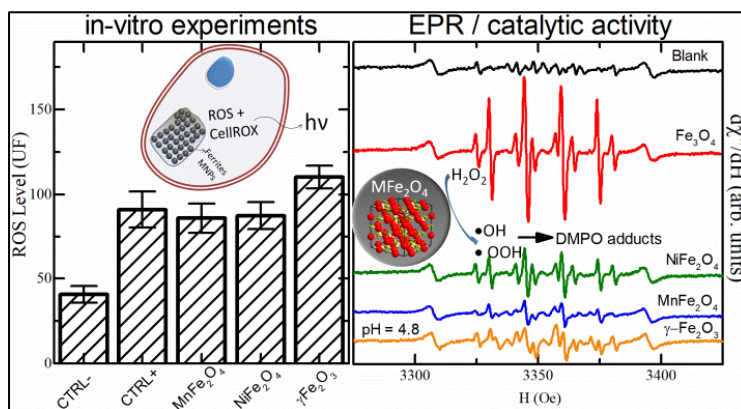 in-vitro experiments
ROS Level (UF)
150
100
50
0
ROS +
CellROX
hν
Ferrites
MNPs
CTRL-
CTRL+
MnFe₂O₄
NiFe₂O₄
γFe₂O₃
EPR / catalytic activity
Blank
Fe₃O₄
H₂O₂
MFe₂O₄
•OH
•OOH
DMPO adducts
NiFe₂O₄
MnFe₂O₄
γ-Fe₂O₃
pH = 4.8
3300
3350
3400
H (Oe)
dχ''/dH (arb. units)